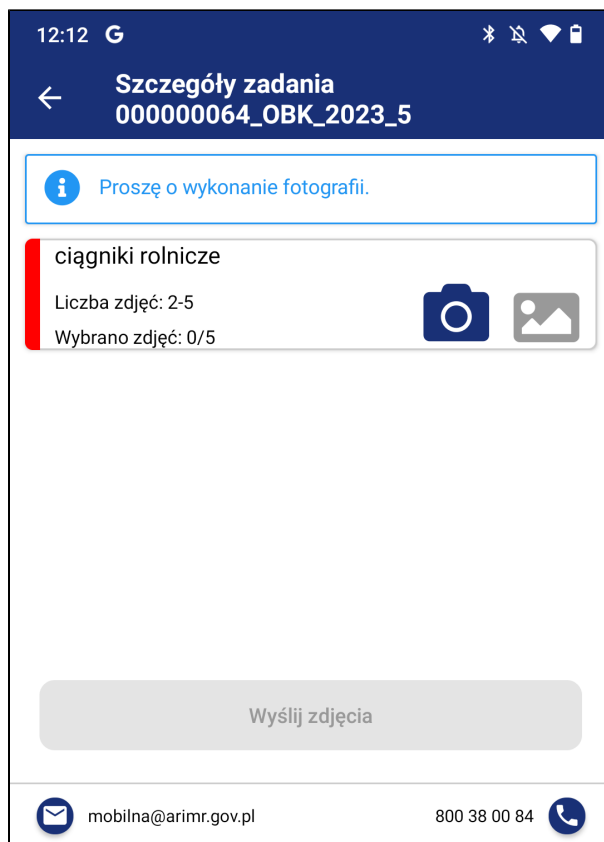 12:12 G
Szczegóły zadania
000000064_OBK_2023_5
Proszę o wykonanie fotografii.
ciągniki rolnicze
Liczba zdjęć: 2-5
Wybrano zdjęć: 0/5
Wyślij zdjęcia
mobilna@arimr.gov.pl 800 38 00 84